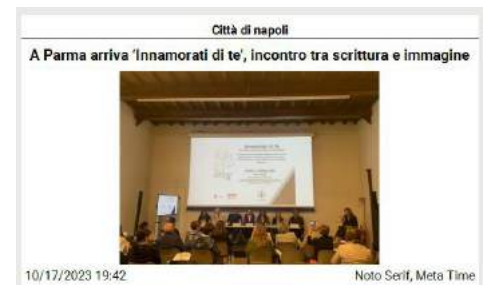 Città di napoli
A Parma arriva 'Innamorati di te', incontro tra scrittura e immagine
10/17/2023 19:42
Noto Serif, Meta Time